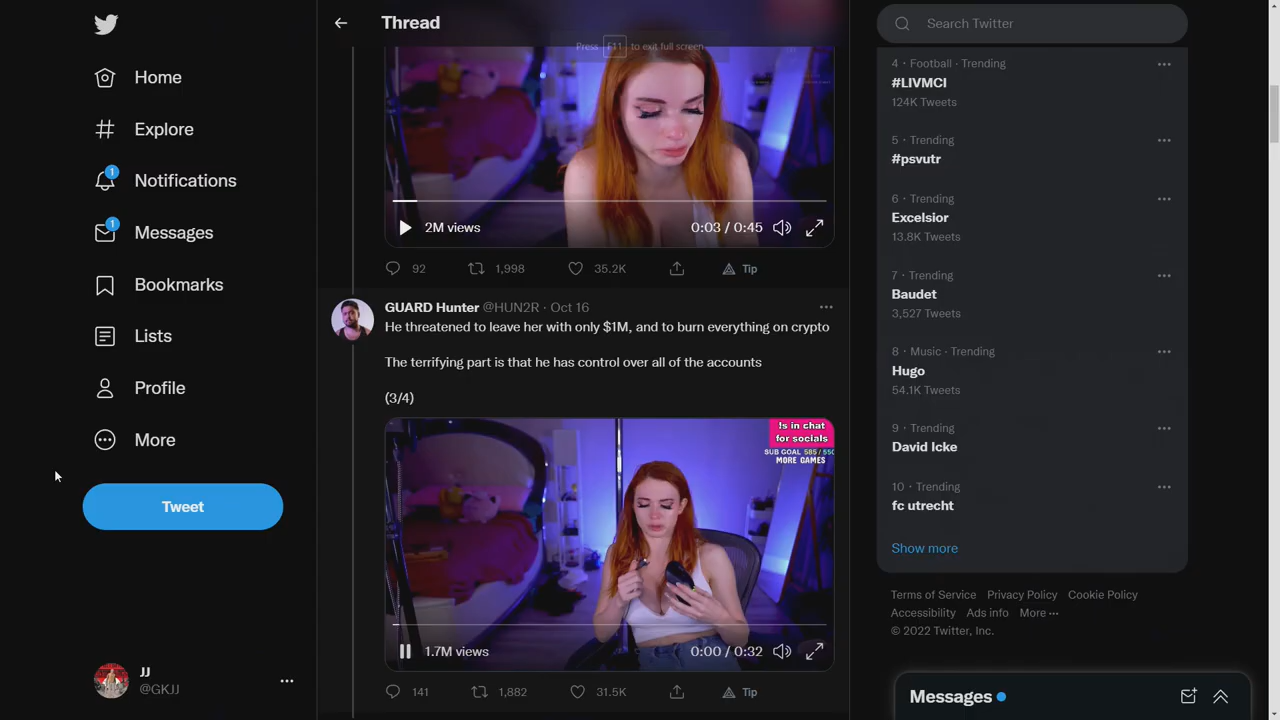 Home
Explore
1
Notifications
1
Messages
Bookmarks
Lists
Profile
More
Tweet
JJ
@GKJJ
Thread
Press F11 to exit full screen
2M views
0:03 / 0:45
92
1,998
35.2K
Tip
GUARD Hunter @HUN2R · Oct 16
He threatened to leave her with only $1M, and to burn everything on crypto
The terrifying part is that he has control over all of the accounts
(3/4)
!s in chat
for socials
SUB GOAL 585 / 550
MORE GAMES
1.7M views
0:00 / 0:32
141
1,882
31.5K
Tip
Search Twitter
4 · Football · Trending
#LIVMCI
124K Tweets
5 · Trending
#psvutr
6 · Trending
Excelsior
13.8K Tweets
7 · Trending
Baudet
3,527 Tweets
8 · Music · Trending
Hugo
54.1K Tweets
9 · Trending
David Icke
10 · Trending
fc utrecht
Show more
Terms of Service Privacy Policy Cookie Policy
Accessibility Ads info More
© 2022 Twitter, Inc.
Messages